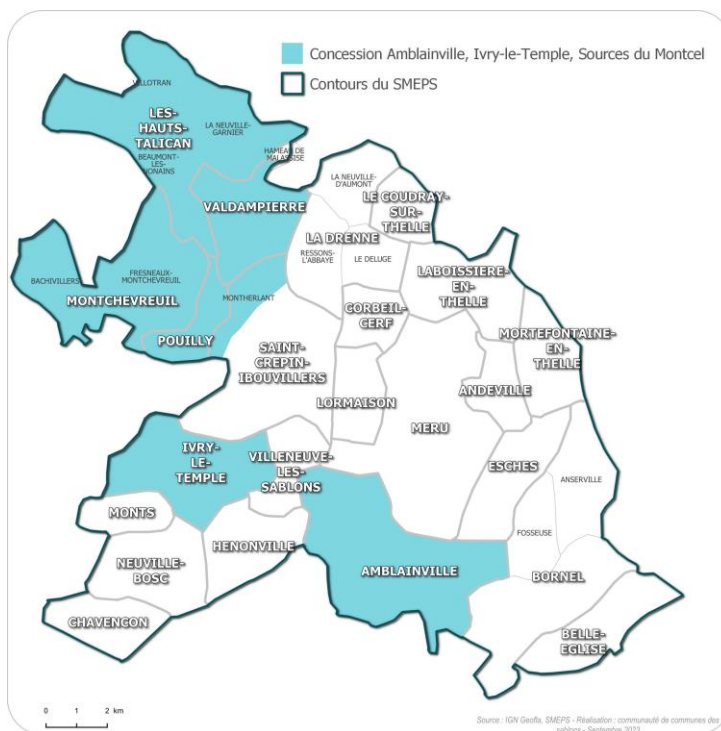 Concession Amblainville, Ivry-le-Temple, Sources du Montcel
Contours du SMEPS
VILLOTRAN
LES-
HAUTS-
TALICAN
LA NEUVILLE-
GARNIER
BEAUMONT-
LES-
NONAINS
HAMEAU DE
MALASSISE
VALDAMPIERRE
LA NEUVILLE-
D'AUMONT
LE COUDRAY-
SUR-
THELLE
LA DRENNE
RESSONS-
L'ABBAYE
LE DELUGE
LABOISSIERE-
EN-
THELLE
BACHIVILLERS
FRESNEAUX-
MONTCHEVREUIL
MONTCHEVREUIL
MONTHERLANT
POUILLY
CORBEIL-
CERF
MORTEFONTAINE-
EN-
THELLE
SAINT-
CREPIN-
IBOUVILLERS
LORMAISON
ANDEVILLE
MERU
IVRY-
LE-
TEMPLE
VILLENEUVE-
LES-
SABLONS
ESCHES
ANSERVILLE
MONTS
FOSSEUSE
HENONVILLE
NEUVILLE-
BOSC
AMBLAINVILLE
BORNEL
CHAVENCON
BELLE-
EGLISE
0 1 2 km
Source : IGN Geofla, SMEPS - Réalisation : communauté de communes des
sablons - Septembre 2022